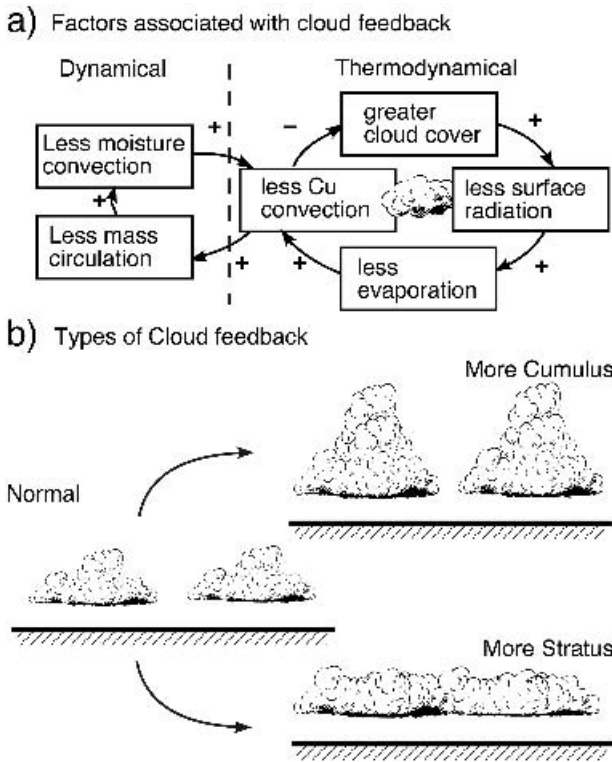 a) Factors associated with cloud feedback
Dynamical
Thermodynamical
Less moisture
convection
+
−
greater
cloud cover
+
less Cu
convection
less surface
radiation
+
Less mass
circulation
+
+
less
evaporation
+
b) Types of Cloud feedback
More Cumulus
Normal
More Stratus